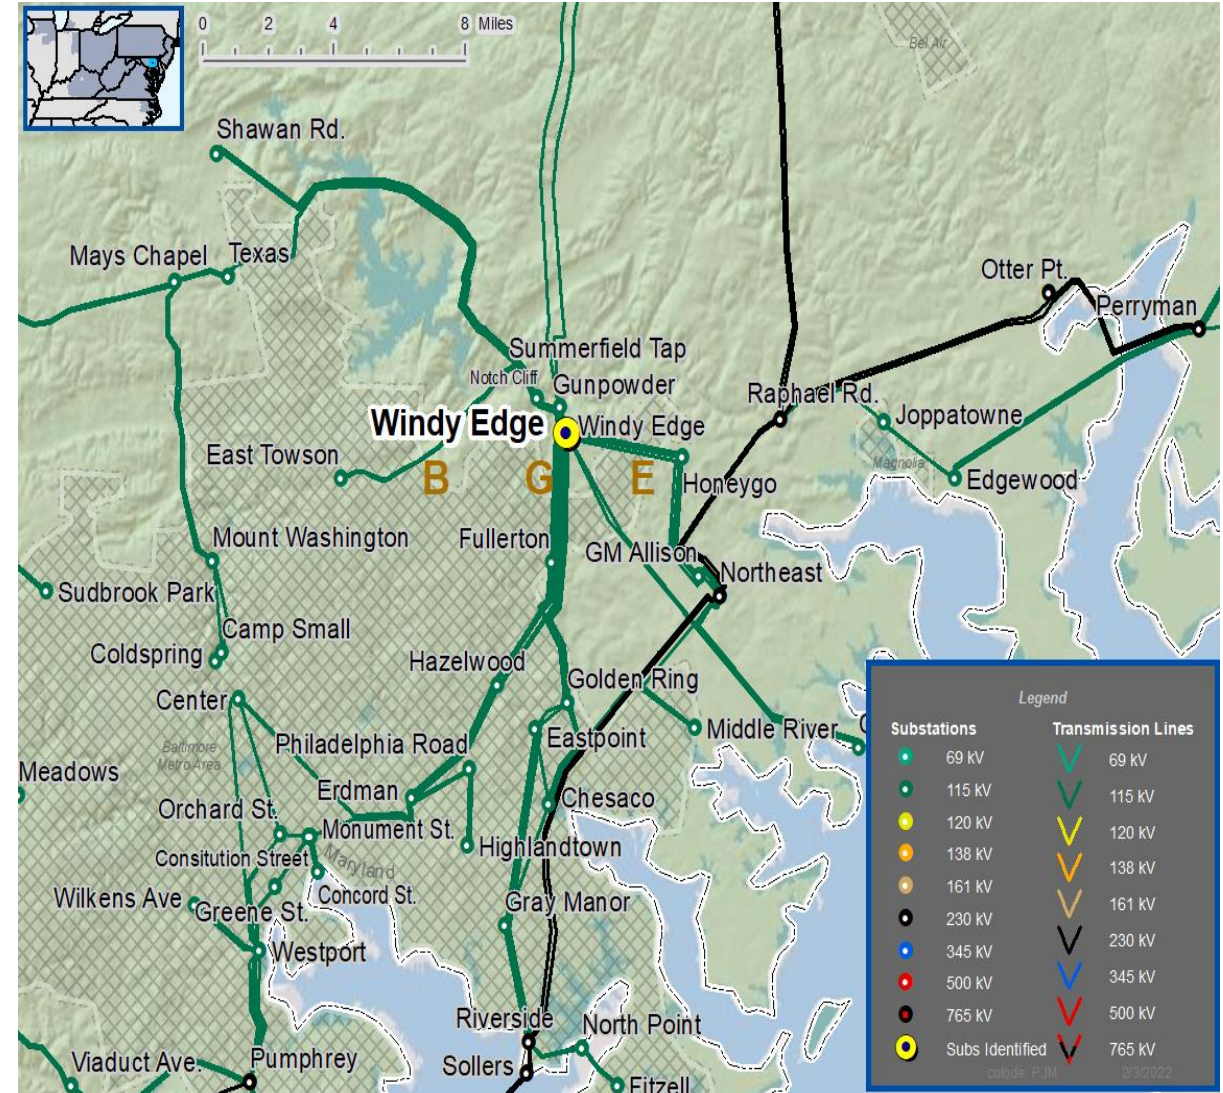 0 2 4 8 Miles
Bel Air
Shawan Rd.
Mays Chapel
Texas
Otter Pt.
Perryman
Summerfield Tap
Notch Cliff
Gunpowder
Raphael Rd.
Windy Edge
Windy Edge
Joppatowne
East Towson
B G E
Magnolia
Honeygo
Edgewood
Mount Washington
Fullerton
GM Allison
Northeast
Sudbrook Park
Camp Small
Coldspring
Hazelwood
Center
Golden Ring
Baltimore
Metro Area
Philadelphia Road
Eastpoint
Middle River
Meadows
Erdman
Chesaco
Orchard St.
Monument St.
Maryland
Highlandtown
Consitution Street
Concord St.
Wilkens Ave
Greene St.
Gray Manor
Westport
Riverside
North Point
Viaduct Ave.
Pumphrey
Sollers
Fitzell
Legend
Substations Transmission Lines
69 kV 69 kV
115 kV 115 kV
120 kV 120 kV
138 kV 138 kV
161 kV 161 kV
230 kV 230 kV
345 kV 345 kV
500 kV 500 kV
765 kV 765 kV
Subs Identified
colode, PJM 2/3/2022